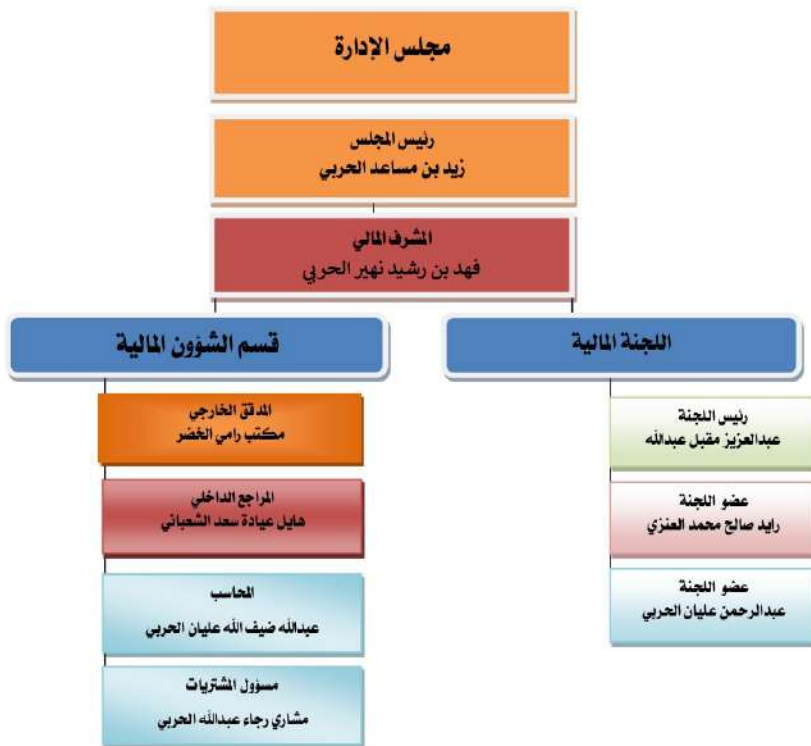 مجلس الإدارة
رئيس المجلس
زيد بن مساعد الحربي
المشرف المالي
فهد بن رشيد نهير الحربي
اللجنة المالية
رئيس اللجنة
عبدالعزيز مقبل عبدالله
عضو اللجنة
رايد صالح محمد العنزي
عضو اللجنة
عبدالرحمن عليان الحربي
قسم الشؤون المالية
المدقق الخارجي
مكتب رامي الخضر
المراجع الداخلي
هايل عيادة سعد الشعباني
المحاسب
عبدالله ضيف الله عليان الحربي
مسؤول المشتريات
مشاري رجاء عبدالله الحربي